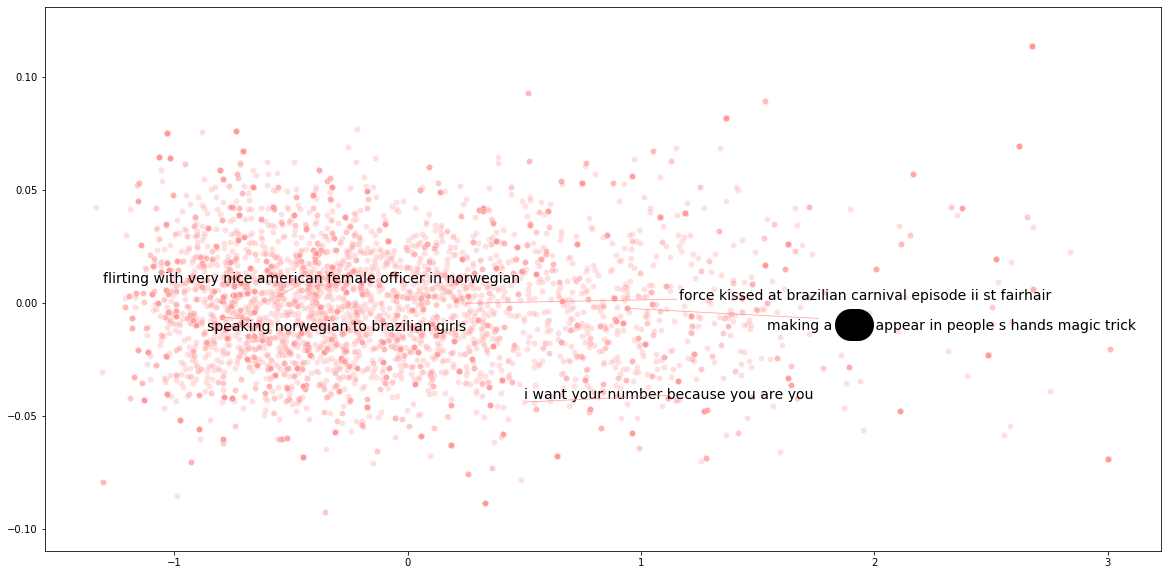 0.10
0.05
0.00
−0.05
−0.10
flirting with very nice american female officer in norwegian
force kissed at brazilian carnival episode ii st fairhair
speaking norwegian to brazilian girls
making a appear in people s hands magic trick
i want your number because you are you
−1 0 1 2 3